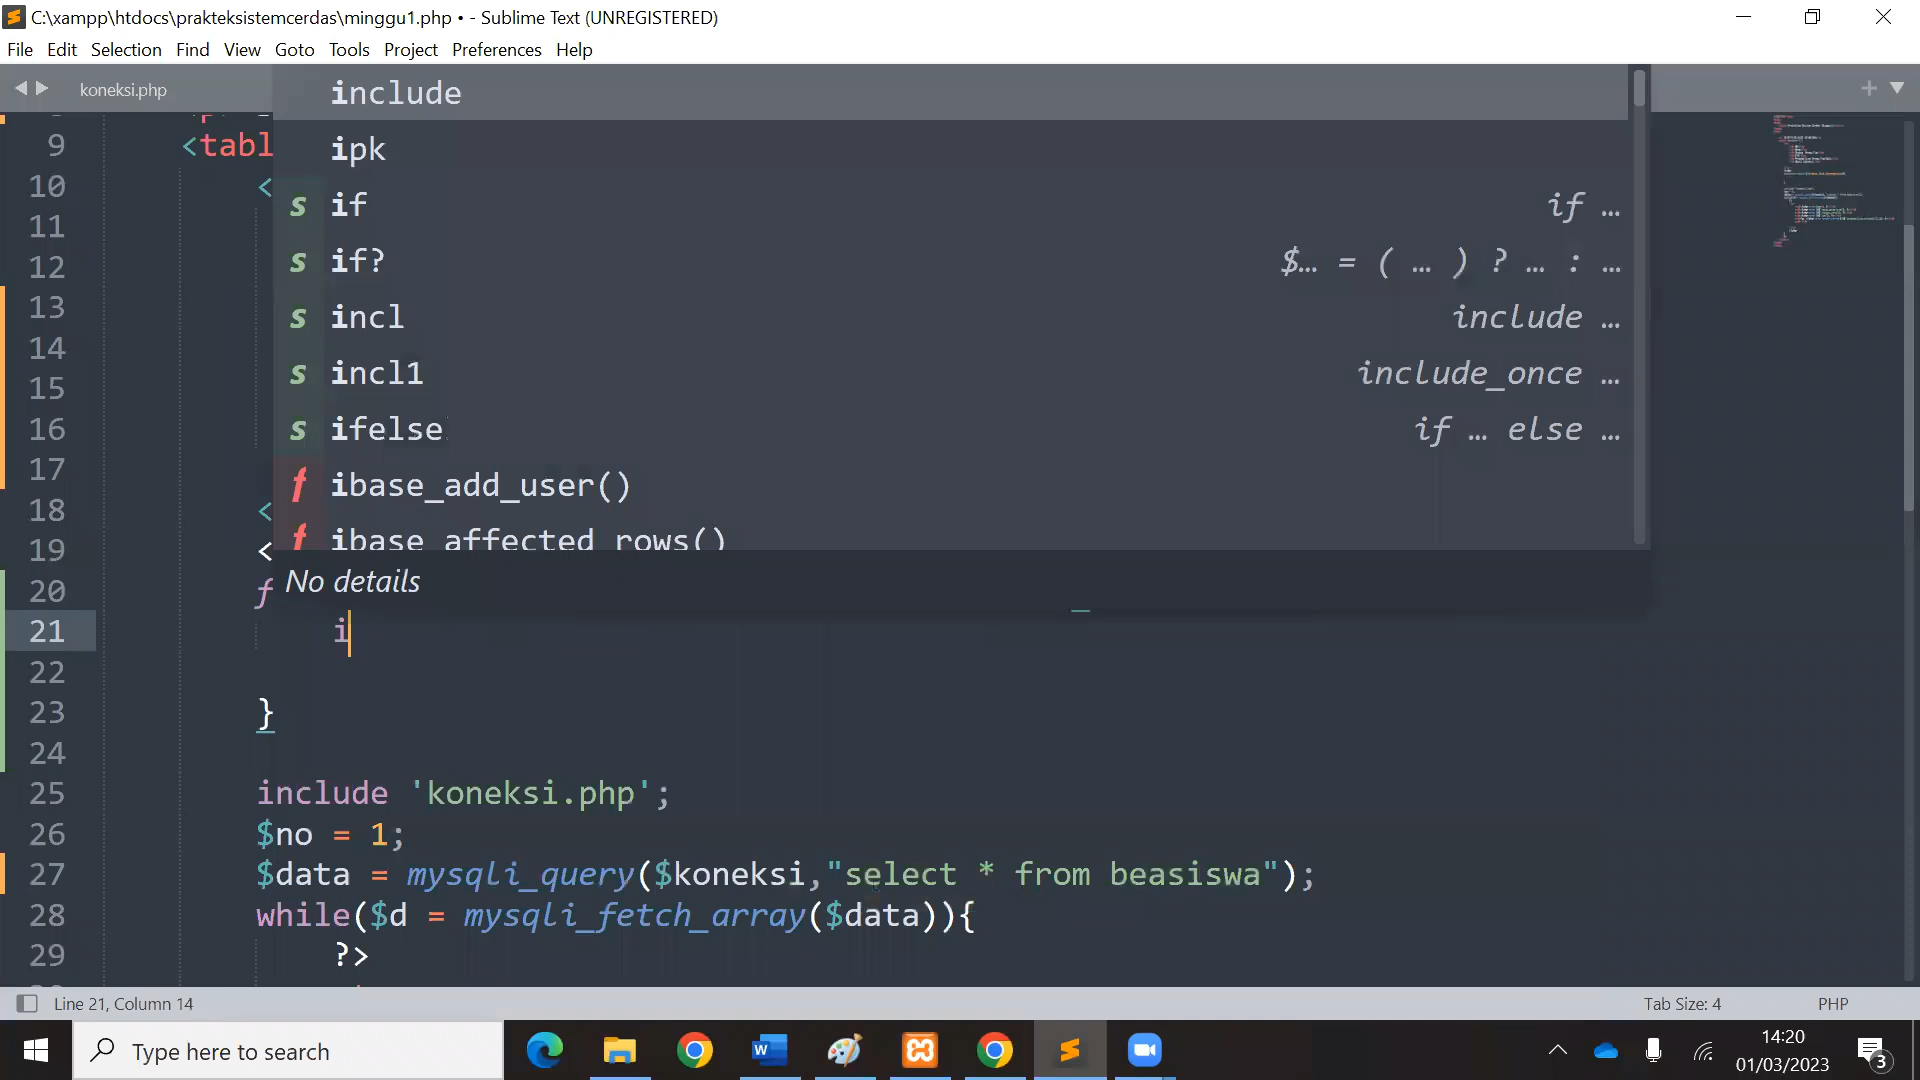 C:\xampp\htdocs\prakteksistemcerdas\minggu1.php • - Sublime Text (UNREGISTERED)
File Edit Selection Find View Goto Tools Project Preferences Help
koneksi.php
include
ipk
s if if …
s if? $… = ( … ) ? … : …
s incl include …
s incl1 include_once …
s ifelse if … else …
f ibase_add_user()
f ibase_affected_rows()
No details
9 <tabl
10 <
11
12
13
14
15
16
17
18 <
19 <
20 f
21 i
22
23 }
24
25 include 'koneksi.php';
26 $no = 1;
27 $data = mysqli_query($koneksi,"select * from beasiswa");
28 while($d = mysqli_fetch_array($data)){
29 ?>
Line 21, Column 14 Tab Size: 4 PHP
Type here to search
14:20
01/03/2023
3